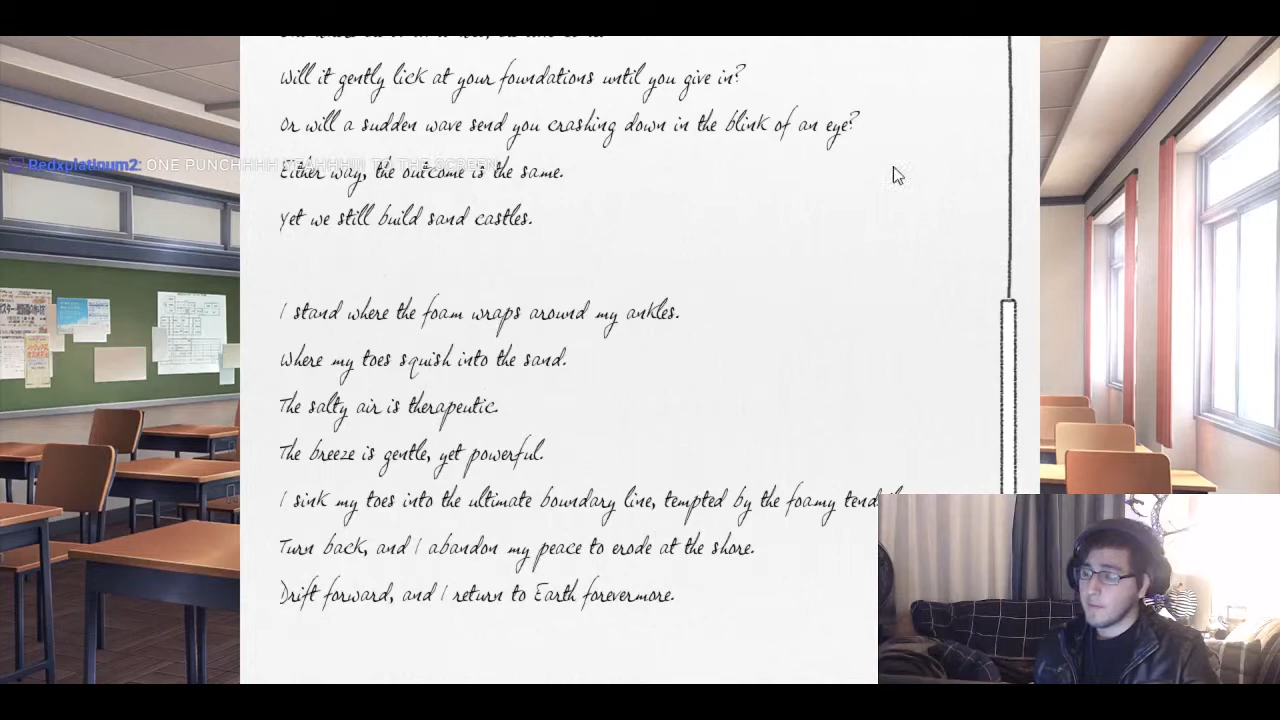 Will it gently lick at your foundations until you give in?
Or will a sudden wave send you crashing down in the blink of an eye?
Redxplatioum2: ONE PUNCHHHH YEAHHH!!! TO THE SCREEN
Either way, the outcome is the same.
Yet we still build sand castles.
I stand where the foam wraps around my ankles.
Where my toes squish into the sand.
The salty air is therapeutic.
The breeze is gentle, yet powerful.
I sink my toes into the ultimate boundary line, tempted by the foamy
Turn back, and I abandon my peace to erode at the shore.
Drift forward, and I return to Earth forevermore.